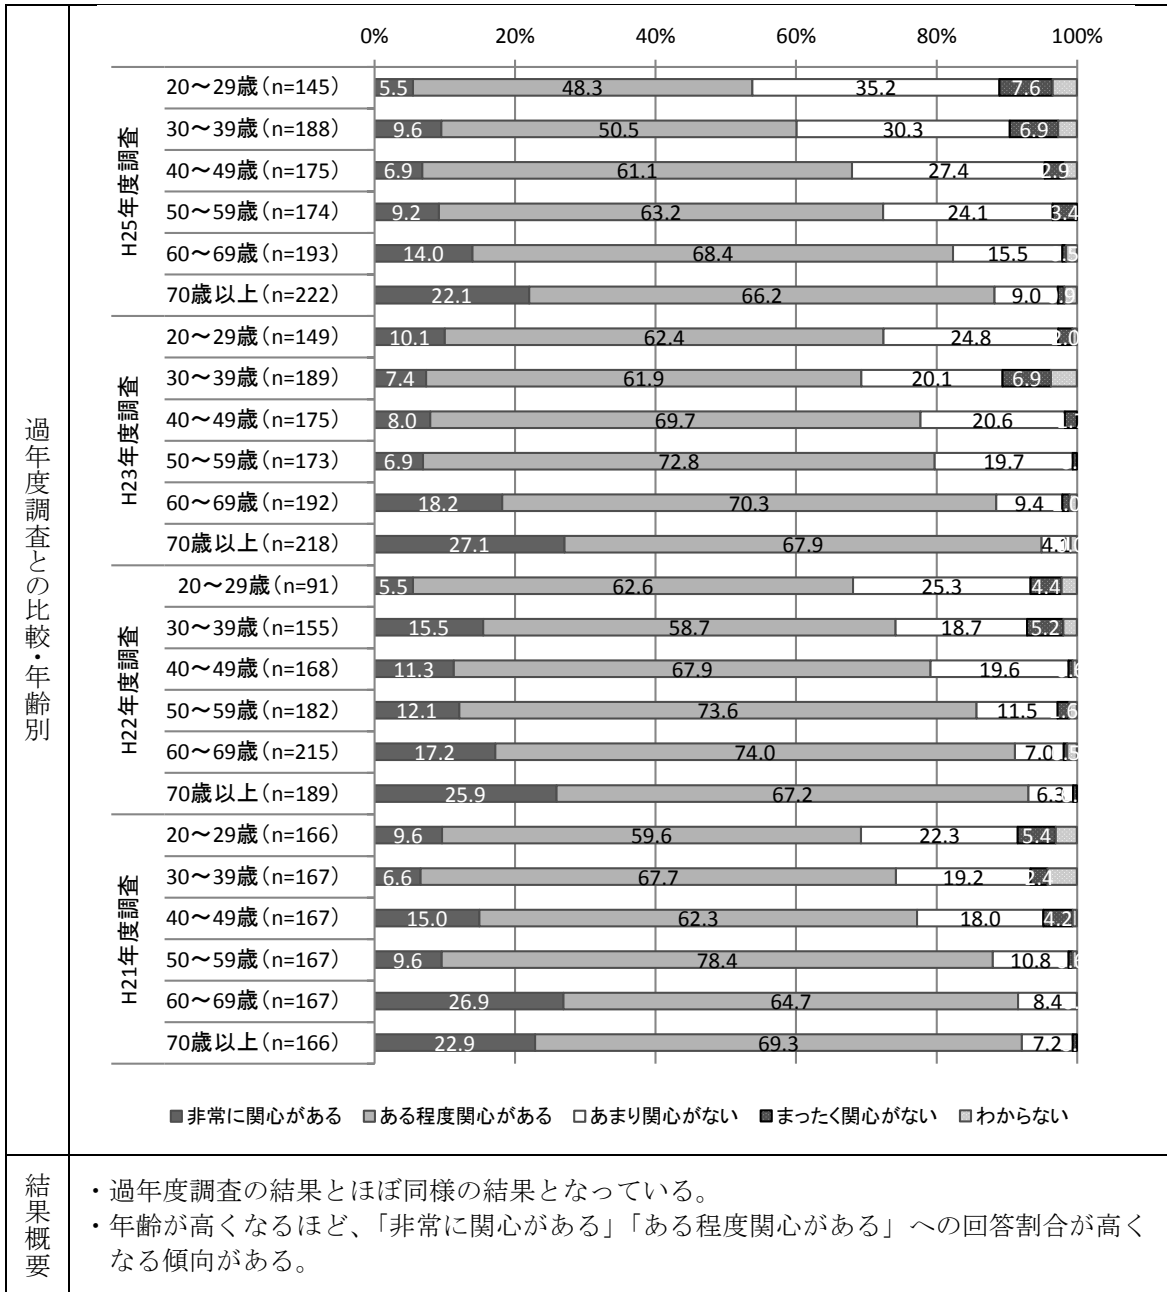 過年度調査との比較・年齢別
0% 20% 40% 60% 80% 100%
H25年度調査
20～29歳（n=145） 5.5 48.3 35.2 7.6
30～39歳（n=188） 9.6 50.5 30.3 6.9
40～49歳（n=175） 6.9 61.1 27.4 2.9
50～59歳（n=174） 9.2 63.2 24.1 3.4
60～69歳（n=193） 14.0 68.4 15.5
70歳以上（n=222） 22.1 66.2 9.0
H23年度調査
20～29歳（n=149） 10.1 62.4 24.8 2.0
30～39歳（n=189） 7.4 61.9 20.1 6.9
40～49歳（n=175） 8.0 69.7 20.6
50～59歳（n=173） 6.9 72.8 19.7
60～69歳（n=192） 18.2 70.3 9.4
70歳以上（n=218） 27.1 67.9 4.1
H22年度調査
20～29歳（n=91） 5.5 62.6 25.3 4.4
30～39歳（n=155） 15.5 58.7 18.7 5.2
40～49歳（n=168） 11.3 67.9 19.6
50～59歳（n=182） 12.1 73.6 11.5
60～69歳（n=215） 17.2 74.0 7.0
70歳以上（n=189） 25.9 67.2 6.3
H21年度調査
20～29歳（n=166） 9.6 59.6 22.3 5.4
30～39歳（n=167） 6.6 67.7 19.2 2.4
40～49歳（n=167） 15.0 62.3 18.0 4.2
50～59歳（n=167） 9.6 78.4 10.8
60～69歳（n=167） 26.9 64.7 8.4
70歳以上（n=166） 22.9 69.3 7.2
非常に関心がある ある程度関心がある あまり関心がない まったく関心がない わからない
結果概要
・過年度調査の結果とほぼ同様の結果となっている。
・年齢が高くなるほど、「非常に関心がある」「ある程度関心がある」への回答割合が高く
なる傾向がある。